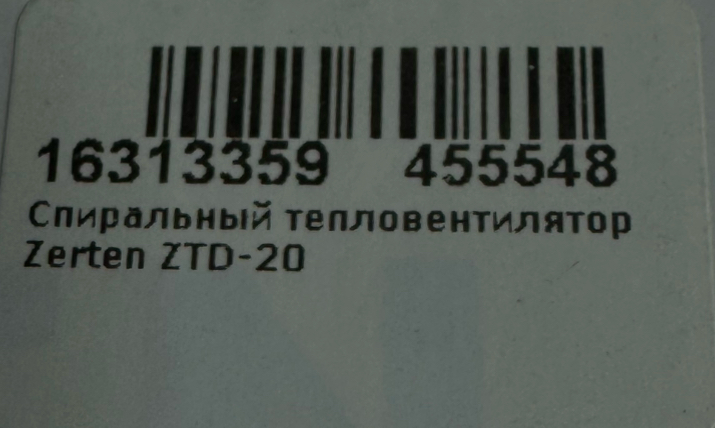 16313359 455548
Спиральный тепловентилятор
Zerten ZTD-20